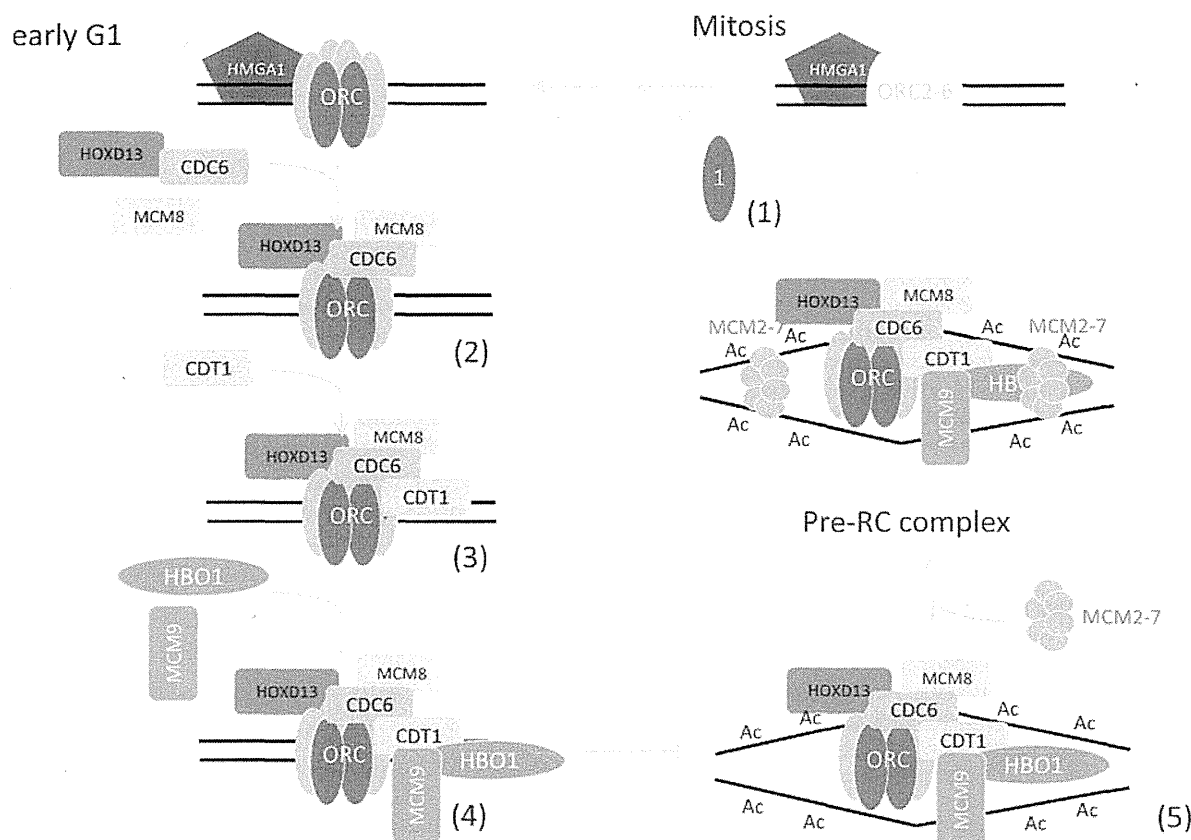 early G1
HMGA1
ORC
HOXD13
CDC6
MCM8
HOXD13
MCM8
CDC6
ORC
(2)
CDT1
HOXD13
MCM8
CDC6
CDT1
ORC
(3)
HBO1
MCM9
HOXD13
MCM8
CDC6
CDT1
ORC
HBO1
MCM9
(4)
Mitosis
HMGA1
ORC2-6
1
(1)
HOXD13
MCM8
MCM2-7
Ac
CDC6
Ac
MCM2-7
Ac
Ac
CDT1
ORC
HB
MCM9
Ac
Ac
Ac
Ac
Pre-RC complex
MCM2-7
HOXD13
MCM8
CDC6
Ac
Ac
Ac
Ac
CDT1
ORC
HBO1
MCM9
Ac
Ac
Ac
Ac
(5)